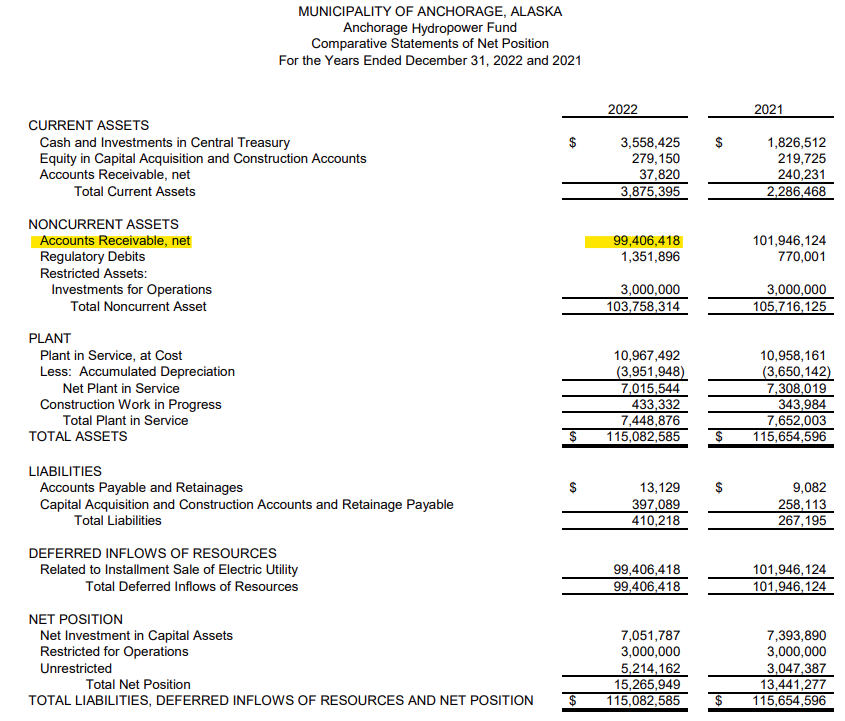 MUNICIPALITY OF ANCHORAGE, ALASKA
Anchorage Hydropower Fund
Comparative Statements of Net Position
For the Years Ended December 31, 2022 and 2021
2022 2021
CURRENT ASSETS
Cash and Investments in Central Treasury $ 3,558,425 $ 1,826,512
Equity in Capital Acquisition and Construction Accounts 279,150 219,725
Accounts Receivable, net 37,820 240,231
Total Current Assets 3,875,395 2,286,468
NONCURRENT ASSETS
Accounts Receivable, net 99,406,418 101,946,124
Regulatory Debits 1,351,896 770,001
Restricted Assets:
Investments for Operations 3,000,000 3,000,000
Total Noncurrent Asset 103,758,314 105,716,125
PLANT
Plant in Service, at Cost 10,967,492 10,958,161
Less: Accumulated Depreciation (3,951,948) (3,650,142)
Net Plant in Service 7,015,544 7,308,019
Construction Work in Progress 433,332 343,984
Total Plant in Service 7,448,876 7,652,003
TOTAL ASSETS $ 115,082,585 $ 115,654,596
LIABILITIES
Accounts Payable and Retainages $ 13,129 $ 9,082
Capital Acquisition and Construction Accounts and Retainage Payable 397,089 258,113
Total Liabilities 410,218 267,195
DEFERRED INFLOWS OF RESOURCES
Related to Installment Sale of Electric Utility 99,406,418 101,946,124
Total Deferred Inflows of Resources 99,406,418 101,946,124
NET POSITION
Net Investment in Capital Assets 7,051,787 7,393,890
Restricted for Operations 3,000,000 3,000,000
Unrestricted 5,214,162 3,047,387
Total Net Position 15,265,949 13,441,277
TOTAL LIABILITIES, DEFERRED INFLOWS OF RESOURCES AND NET POSITION $ 115,082,585 $ 115,654,596